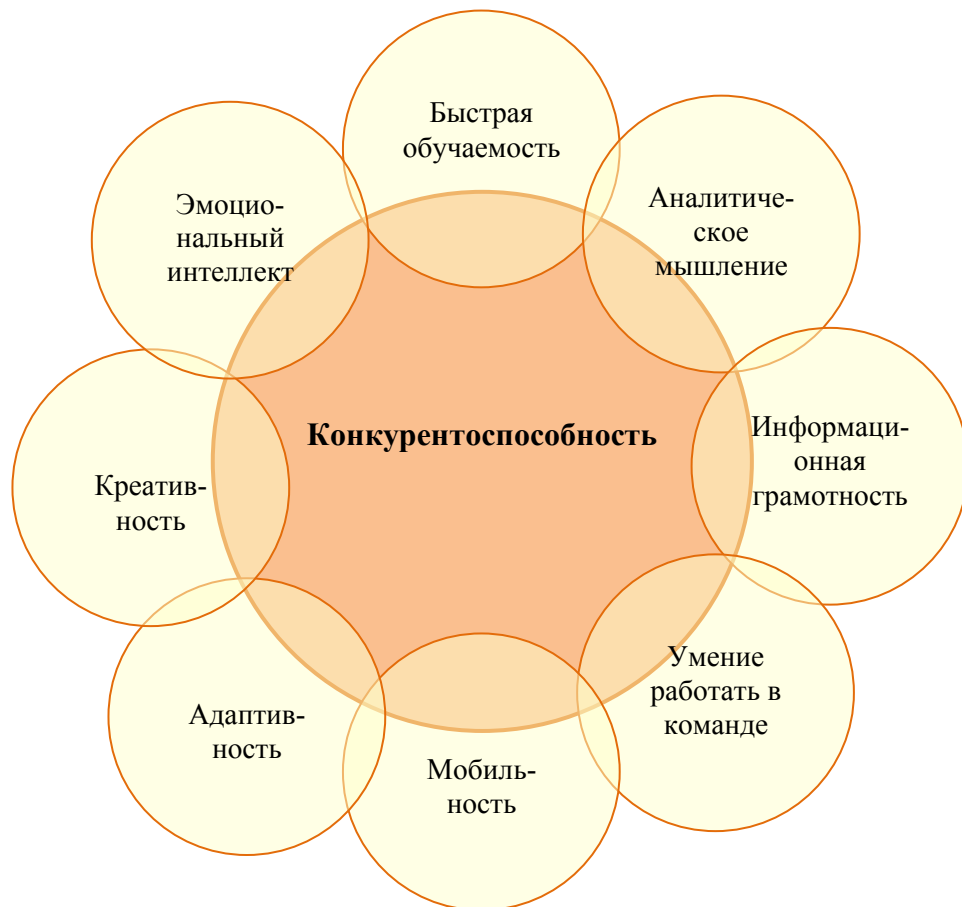 Быстрая
обучаемость
Аналитиче-
ское
мышление
Эмоцио-
нальный
интеллект
Конкурентоспособность
Информаци-
онная
грамотность
Креатив-
ность
Умение
работать в
команде
Адаптив-
ность
Мобиль-
ность